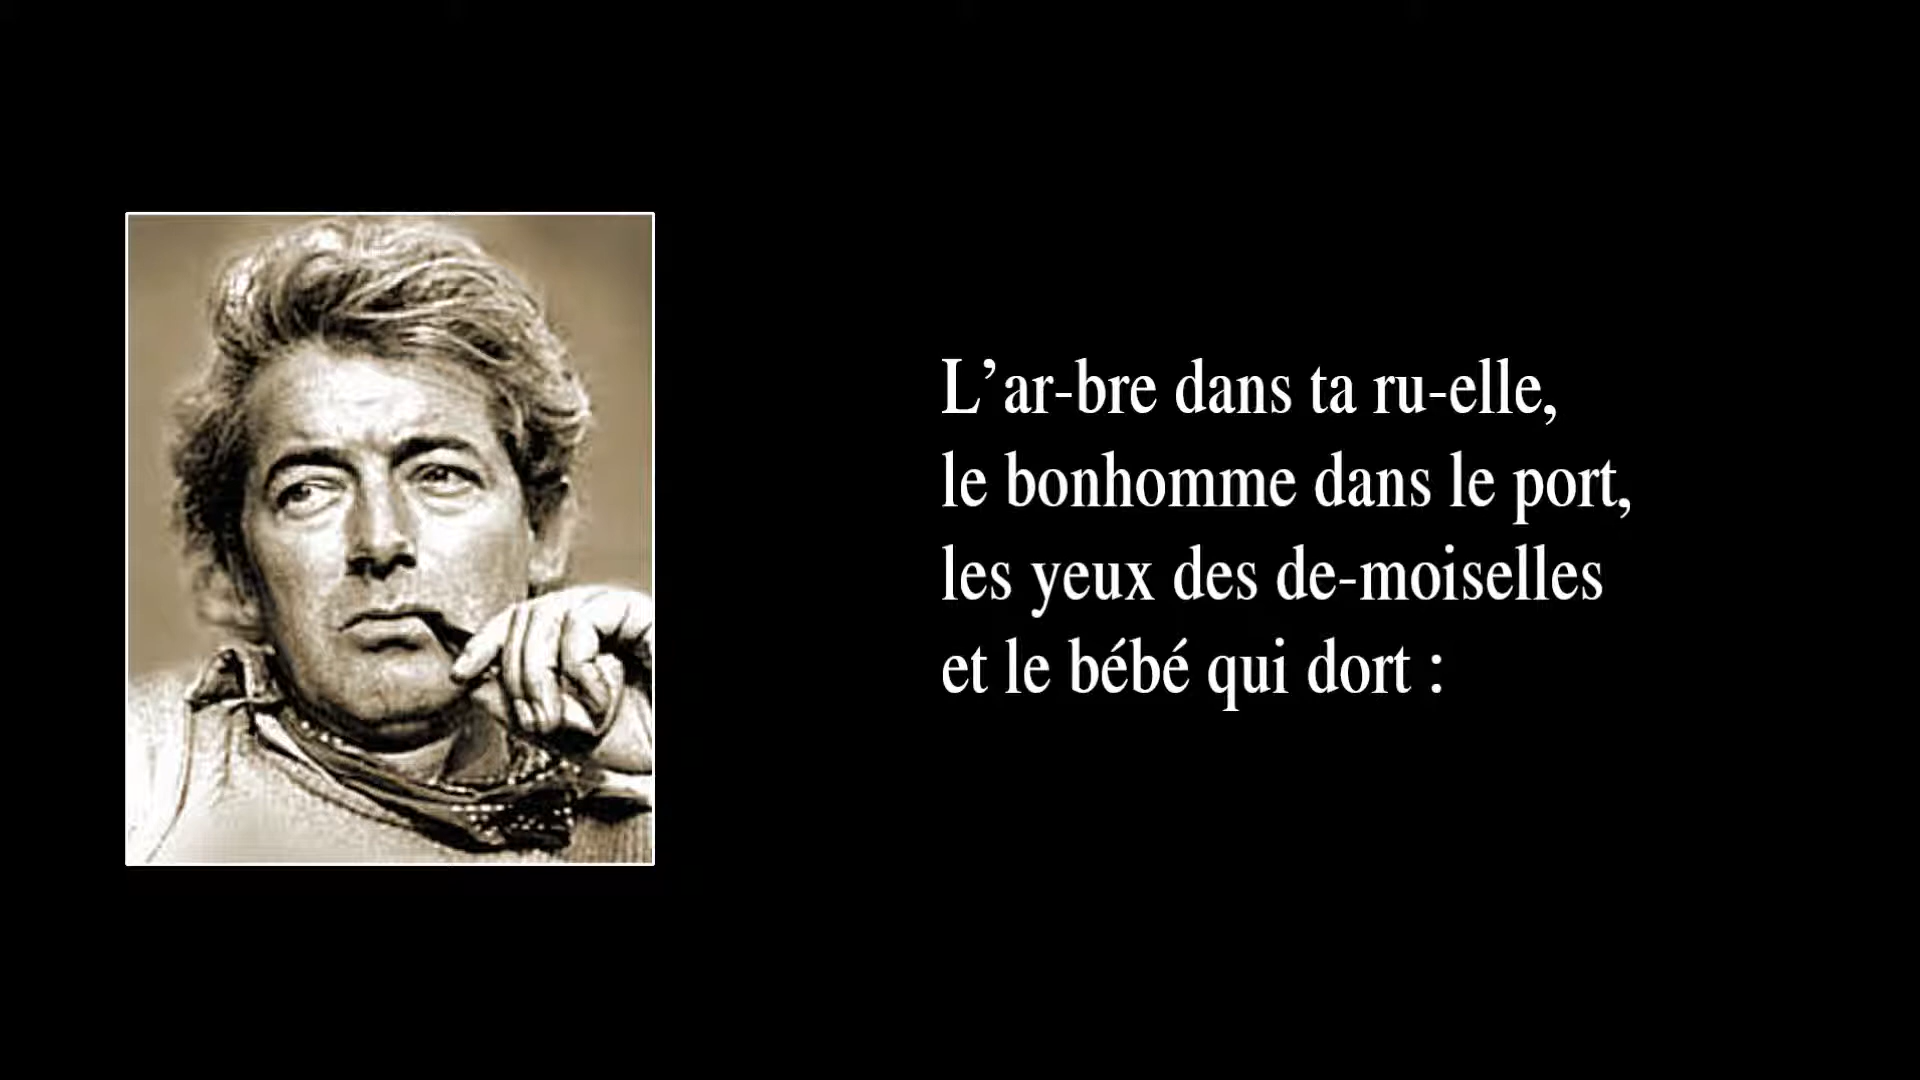 L’ar-bre dans ta ru-elle,
le bonhomme dans le port,
les yeux des de-moiselles
et le bébé qui dort :